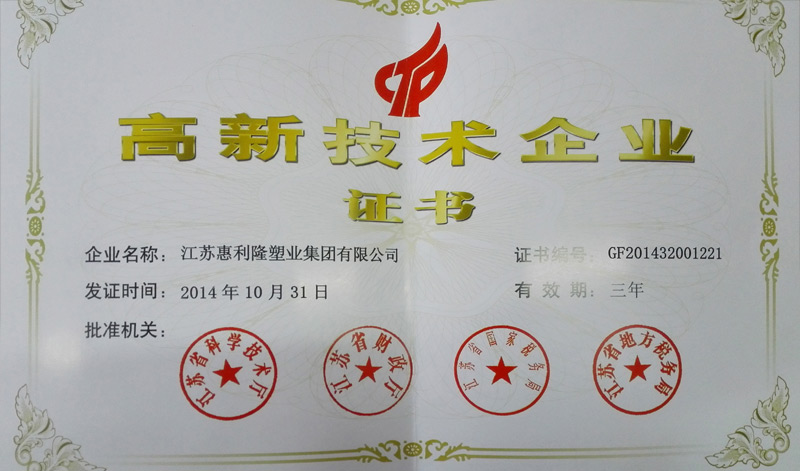 高新技术企业
证书
企业名称：江苏惠利隆塑业集团有限公司 证书编号：GF201432001221
发证时间：2014年10月31日 有效期：三年
批准机关：
江苏省科学技术厅 江苏省财政厅 江苏省国家税务局 江苏省地方税务局